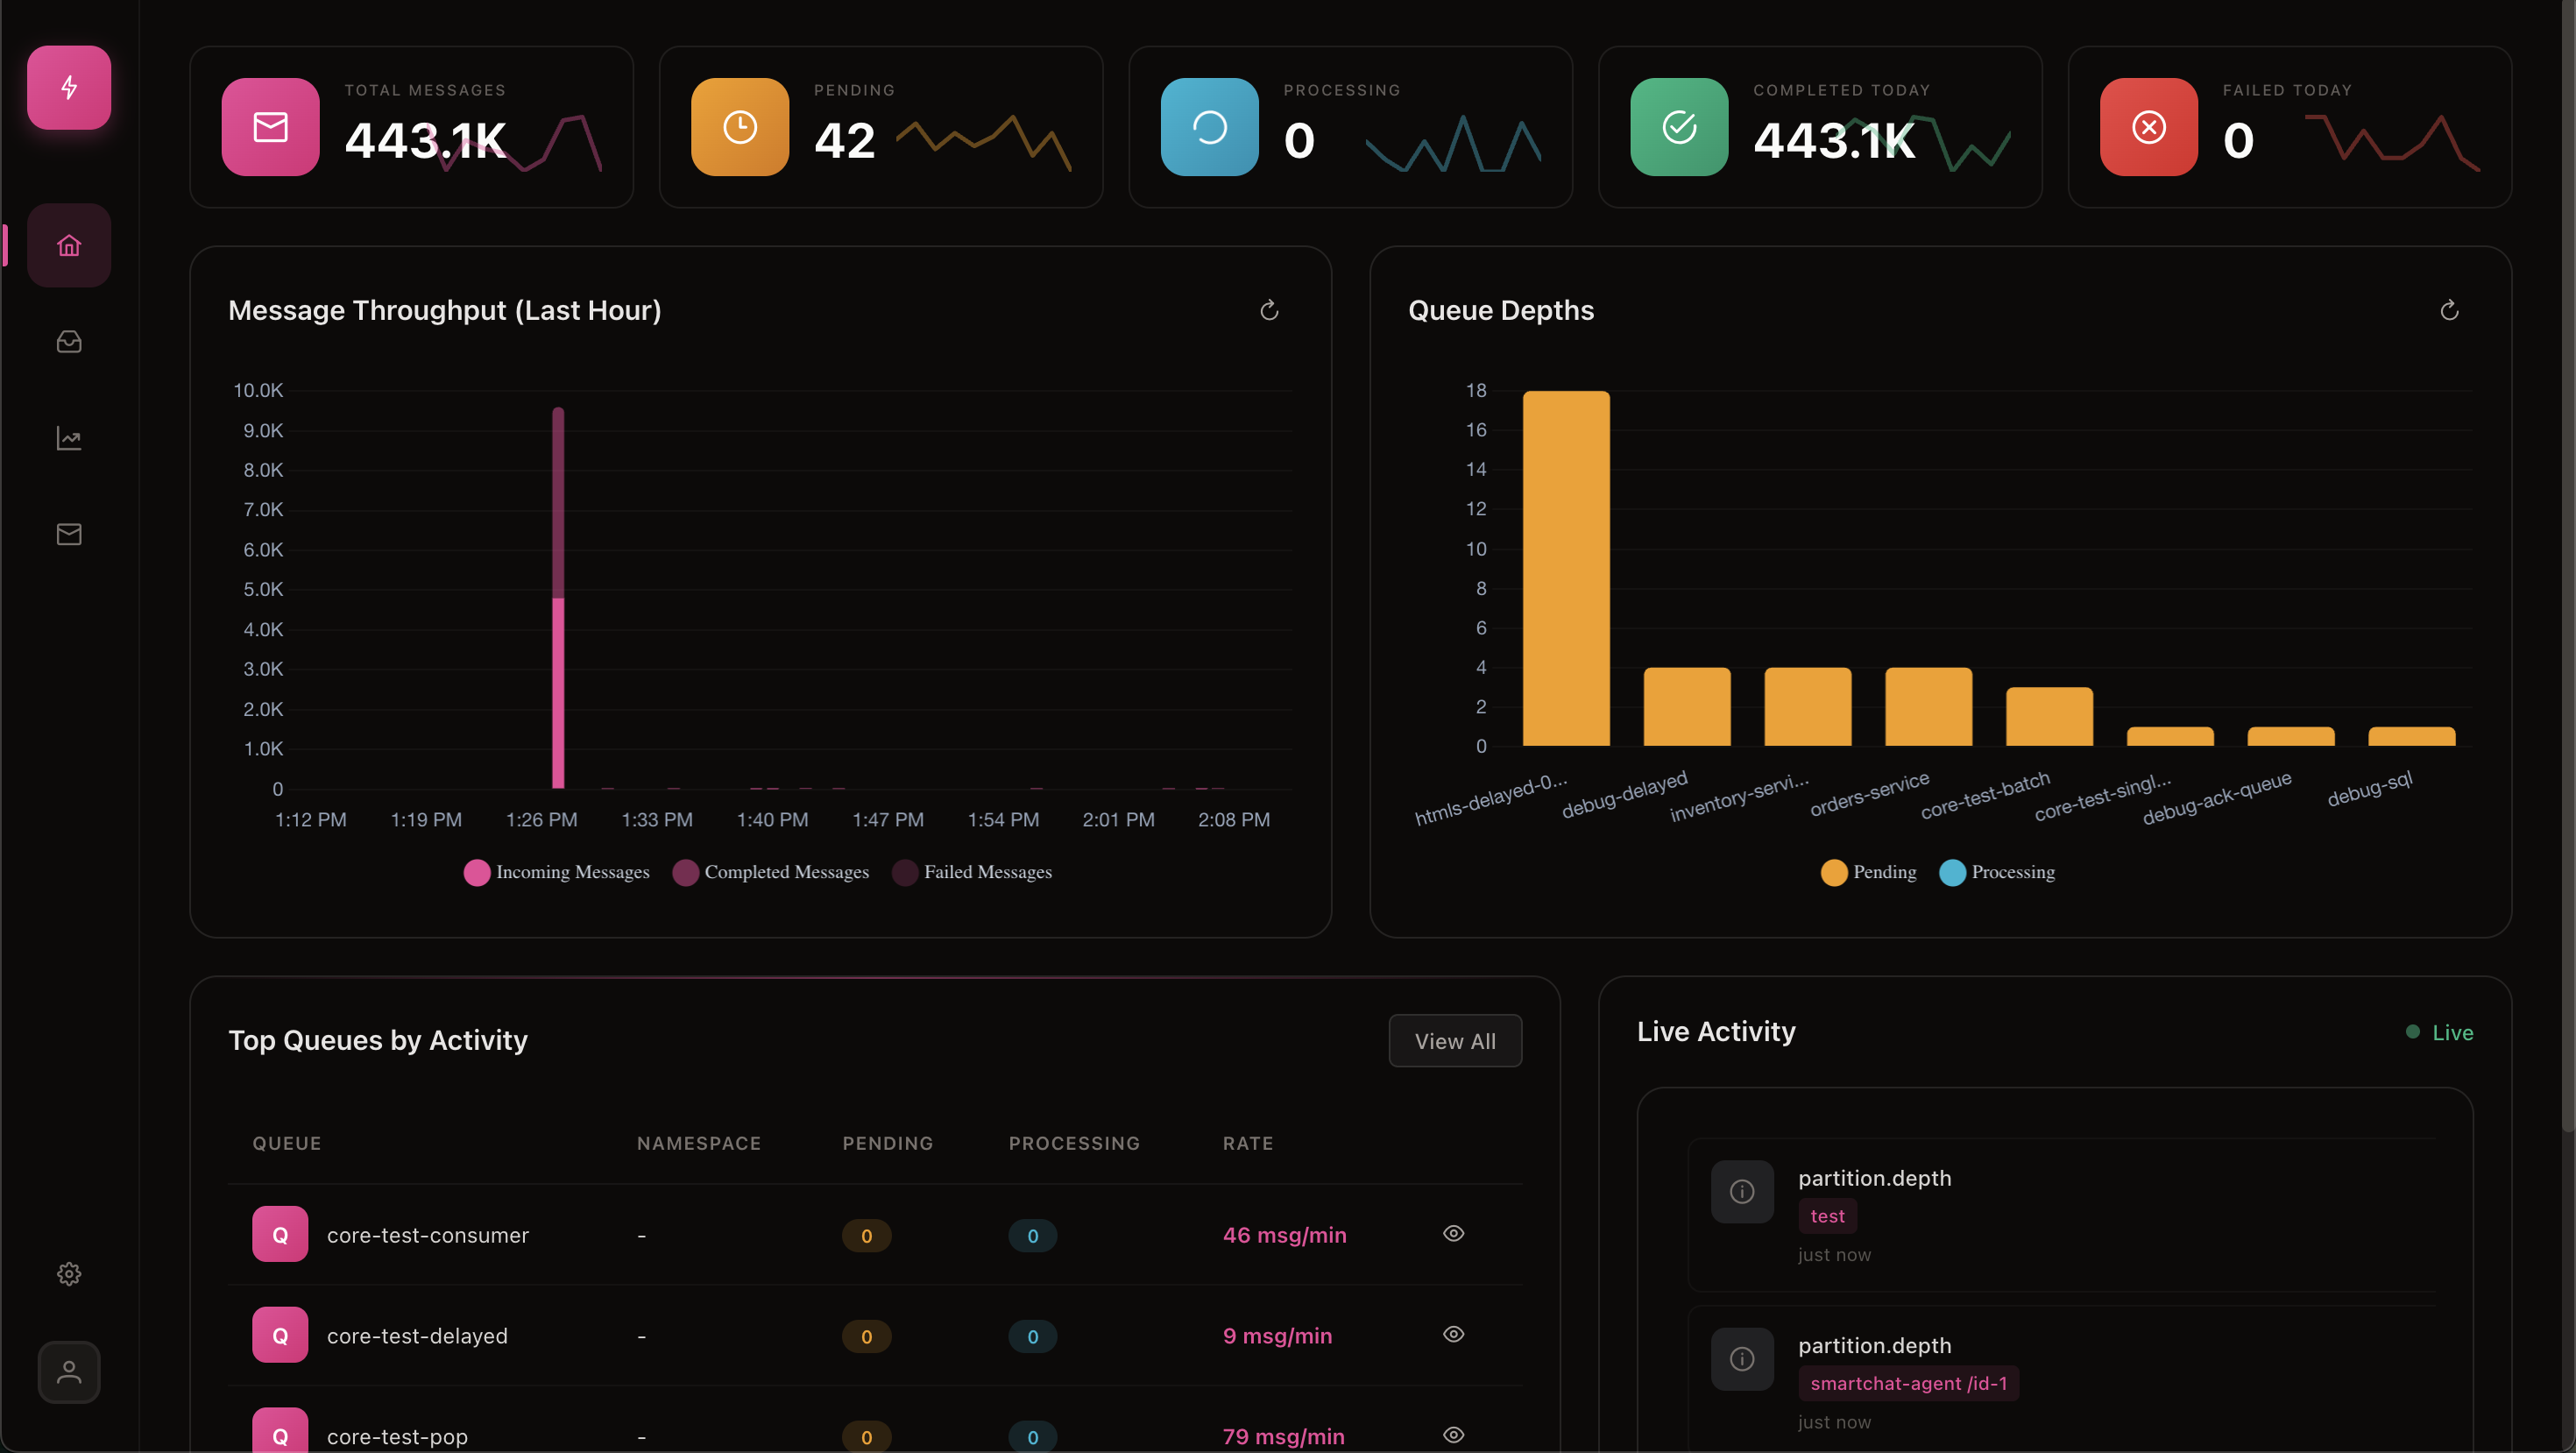 TOTAL MESSAGES
443.1K
PENDING
42
PROCESSING
0
COMPLETED TODAY
443.1K
FAILED TODAY
0
Message Throughput (Last Hour)
10.0K
9.0K
8.0K
7.0K
6.0K
5.0K
4.0K
3.0K
2.0K
1.0K
0
1:12 PM 1:19 PM 1:26 PM 1:33 PM 1:40 PM 1:47 PM 1:54 PM 2:01 PM 2:08 PM
Incoming Messages Completed Messages Failed Messages
Queue Depths
18
16
14
12
10
8
6
4
2
0
htmls-delayed-0... debug-delayed inventory-servi... orders-service core-test-batch core-test-singl... debug-ack-queue debug-sql
Pending Processing
Top Queues by Activity
View All
QUEUE NAMESPACE PENDING PROCESSING RATE
Q core-test-consumer - 0 0 46 msg/min
Q core-test-delayed - 0 0 9 msg/min
Q core-test-pop - 0 0 79 msg/min
Live Activity
Live
partition.depth
test
just now
partition.depth
smartchat-agent /id-1
just now